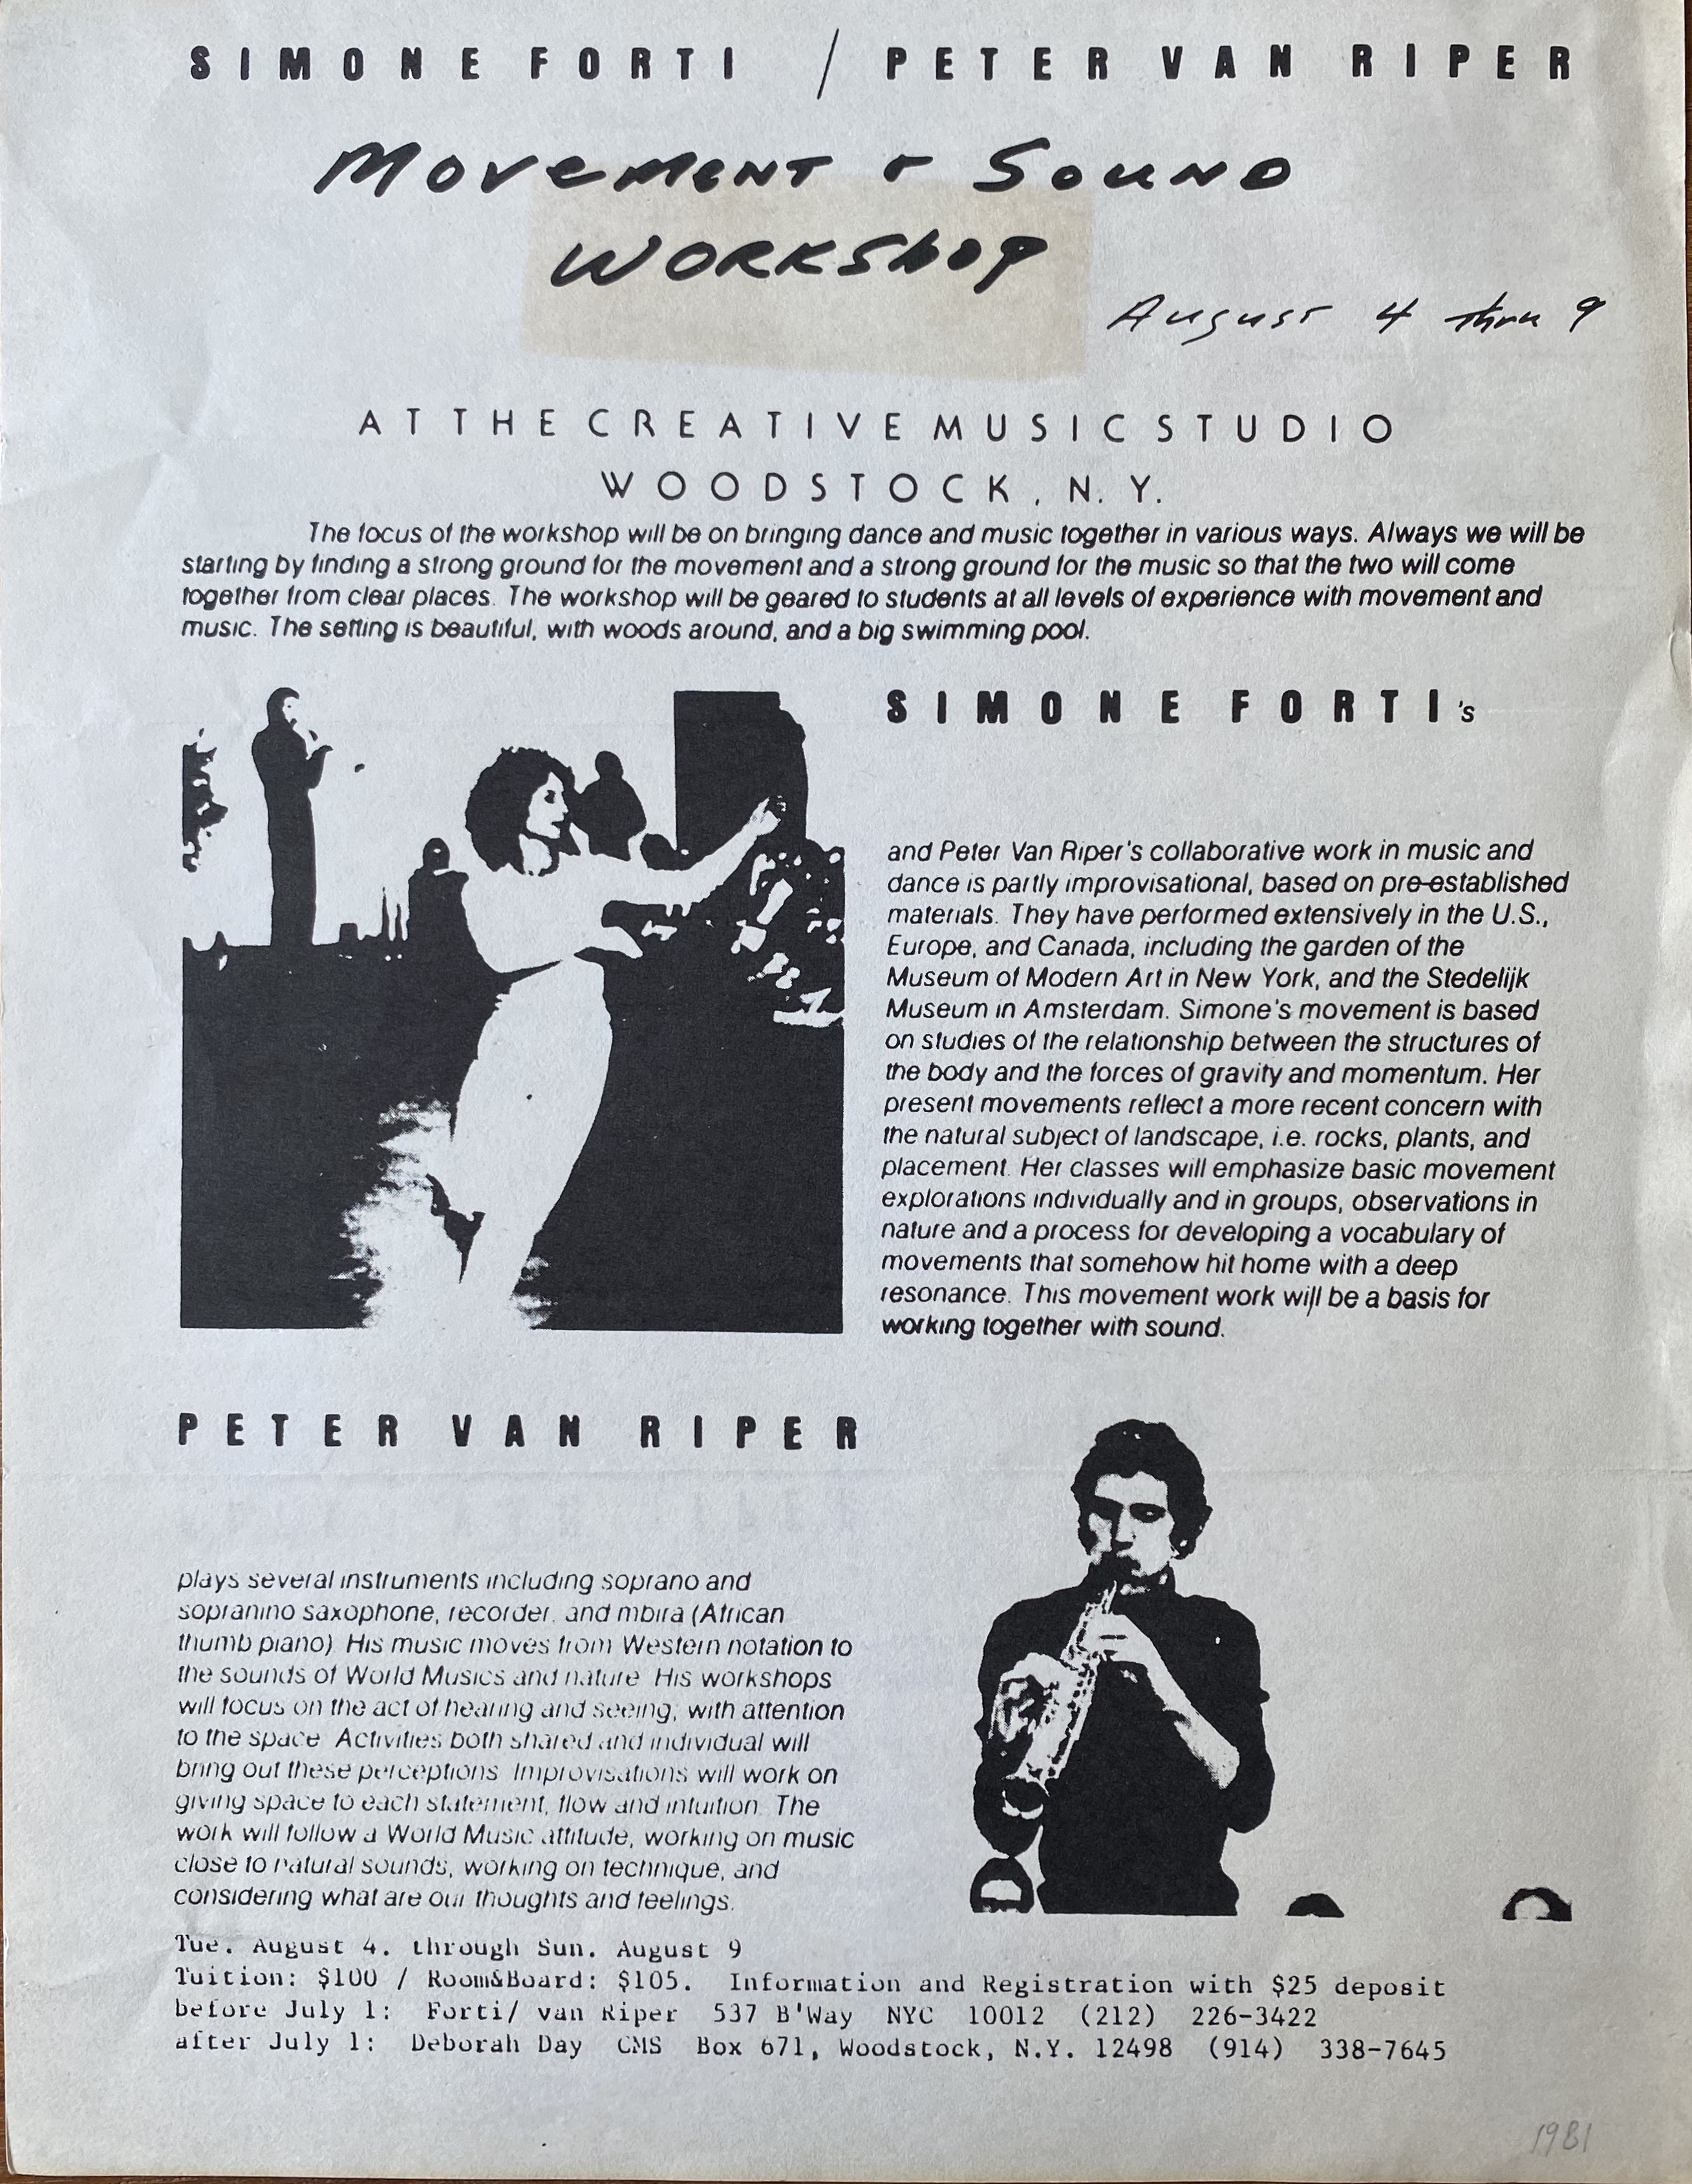 SIMONE FORTI / PETER VAN RIPER
Movement & Sound
Workshop
August 4 thru 9
AT THE CREATIVE MUSIC STUDIO
WOODSTOCK, N.Y.
The focus of the workshop will be on bringing dance and music together in various ways. Always we will be
starting by finding a strong ground for the movement and a strong ground for the music so that the two will come
together from clear places. The workshop will be geared to students at all levels of experience with movement and
music. The setting is beautiful, with woods around, and a big swimming pool.
SIMONE FORTI's
and Peter Van Riper's collaborative work in music and
dance is partly improvisational, based on pre-established
materials. They have performed extensively in the U.S.,
Europe, and Canada, including the garden of the
Museum of Modern Art in New York, and the Stedelijk
Museum in Amsterdam. Simone's movement is based
on studies of the relationship between the structures of
the body and the forces of gravity and momentum. Her
present movements reflect a more recent concern with
the natural subject of landscape, i.e. rocks, plants, and
placement. Her classes will emphasize basic movement
explorations individually and in groups, observations in
nature and a process for developing a vocabulary of
movements that somehow hit home with a deep
resonance. This movement work will be a basis for
working together with sound.
PETER VAN RIPER
plays several instruments including soprano and
sopranino saxophone, recorder, and mbira (African
thumb piano). His music moves from Western notation to
the sounds of World Musics and nature. His workshops
will focus on the act of hearing and seeing, with attention
to the space. Activities both shared and individual will
bring out these perceptions. Improvisations will work on
giving space to each statement, flow and intuition. The
work will follow a World Music attitude, working on music
close to natural sounds, working on technique, and
considering what are our thoughts and feelings.
Tue. August 4. through Sun. August 9
Tuition: $100 / Room&Board: $105. Information and Registration with $25 deposit
before July 1: Forti/ van Riper 537 B'Way NYC 10012 (212) 226-3422
after July 1: Deborah Day CMS Box 671, Woodstock, N.Y. 12498 (914) 338-7645
1981